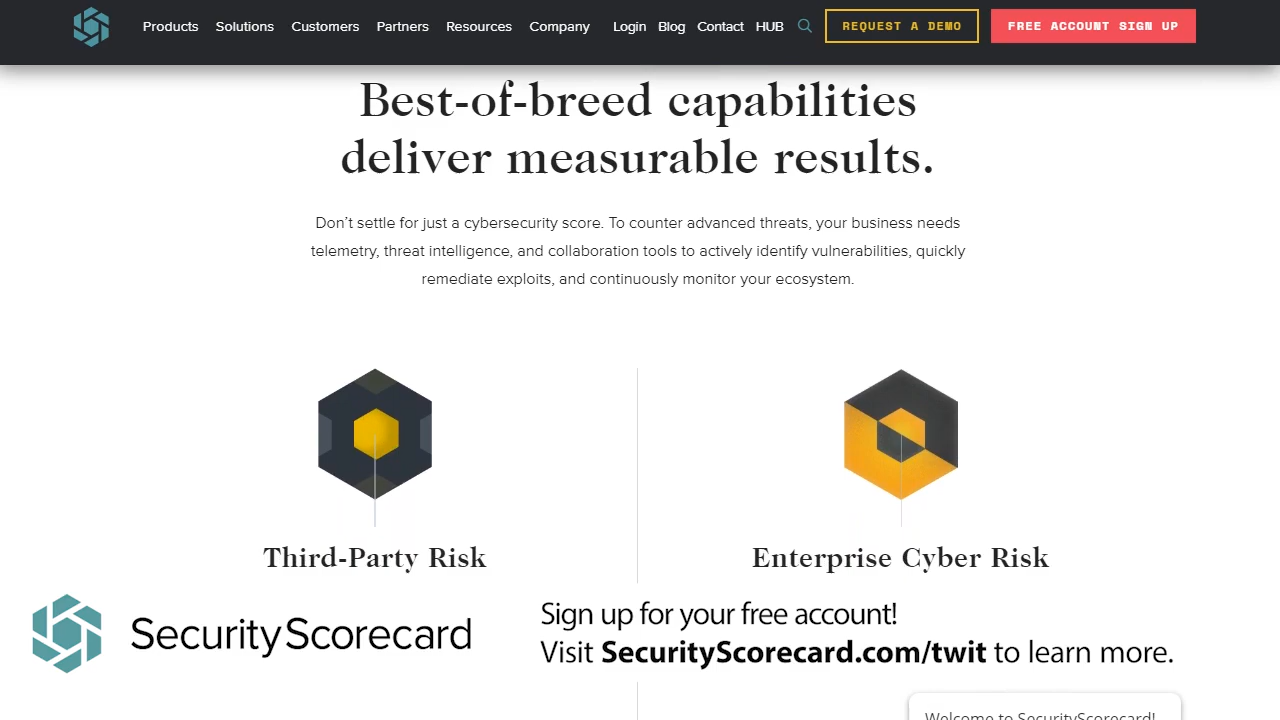 Products Solutions Customers Partners Resources Company Login Blog Contact HUB REQUEST A DEMO FREE ACCOUNT SIGN UP
Best-of-breed capabilities
deliver measurable results.
Don’t settle for just a cybersecurity score. To counter advanced threats, your business needs
telemetry, threat intelligence, and collaboration tools to actively identify vulnerabilities, quickly
remediate exploits, and continuously monitor your ecosystem.
Third-Party Risk
Enterprise Cyber Risk
SecurityScorecard
Sign up for your free account!
Visit SecurityScorecard.com/twit to learn more.
Welcome to SecurityScorecard!